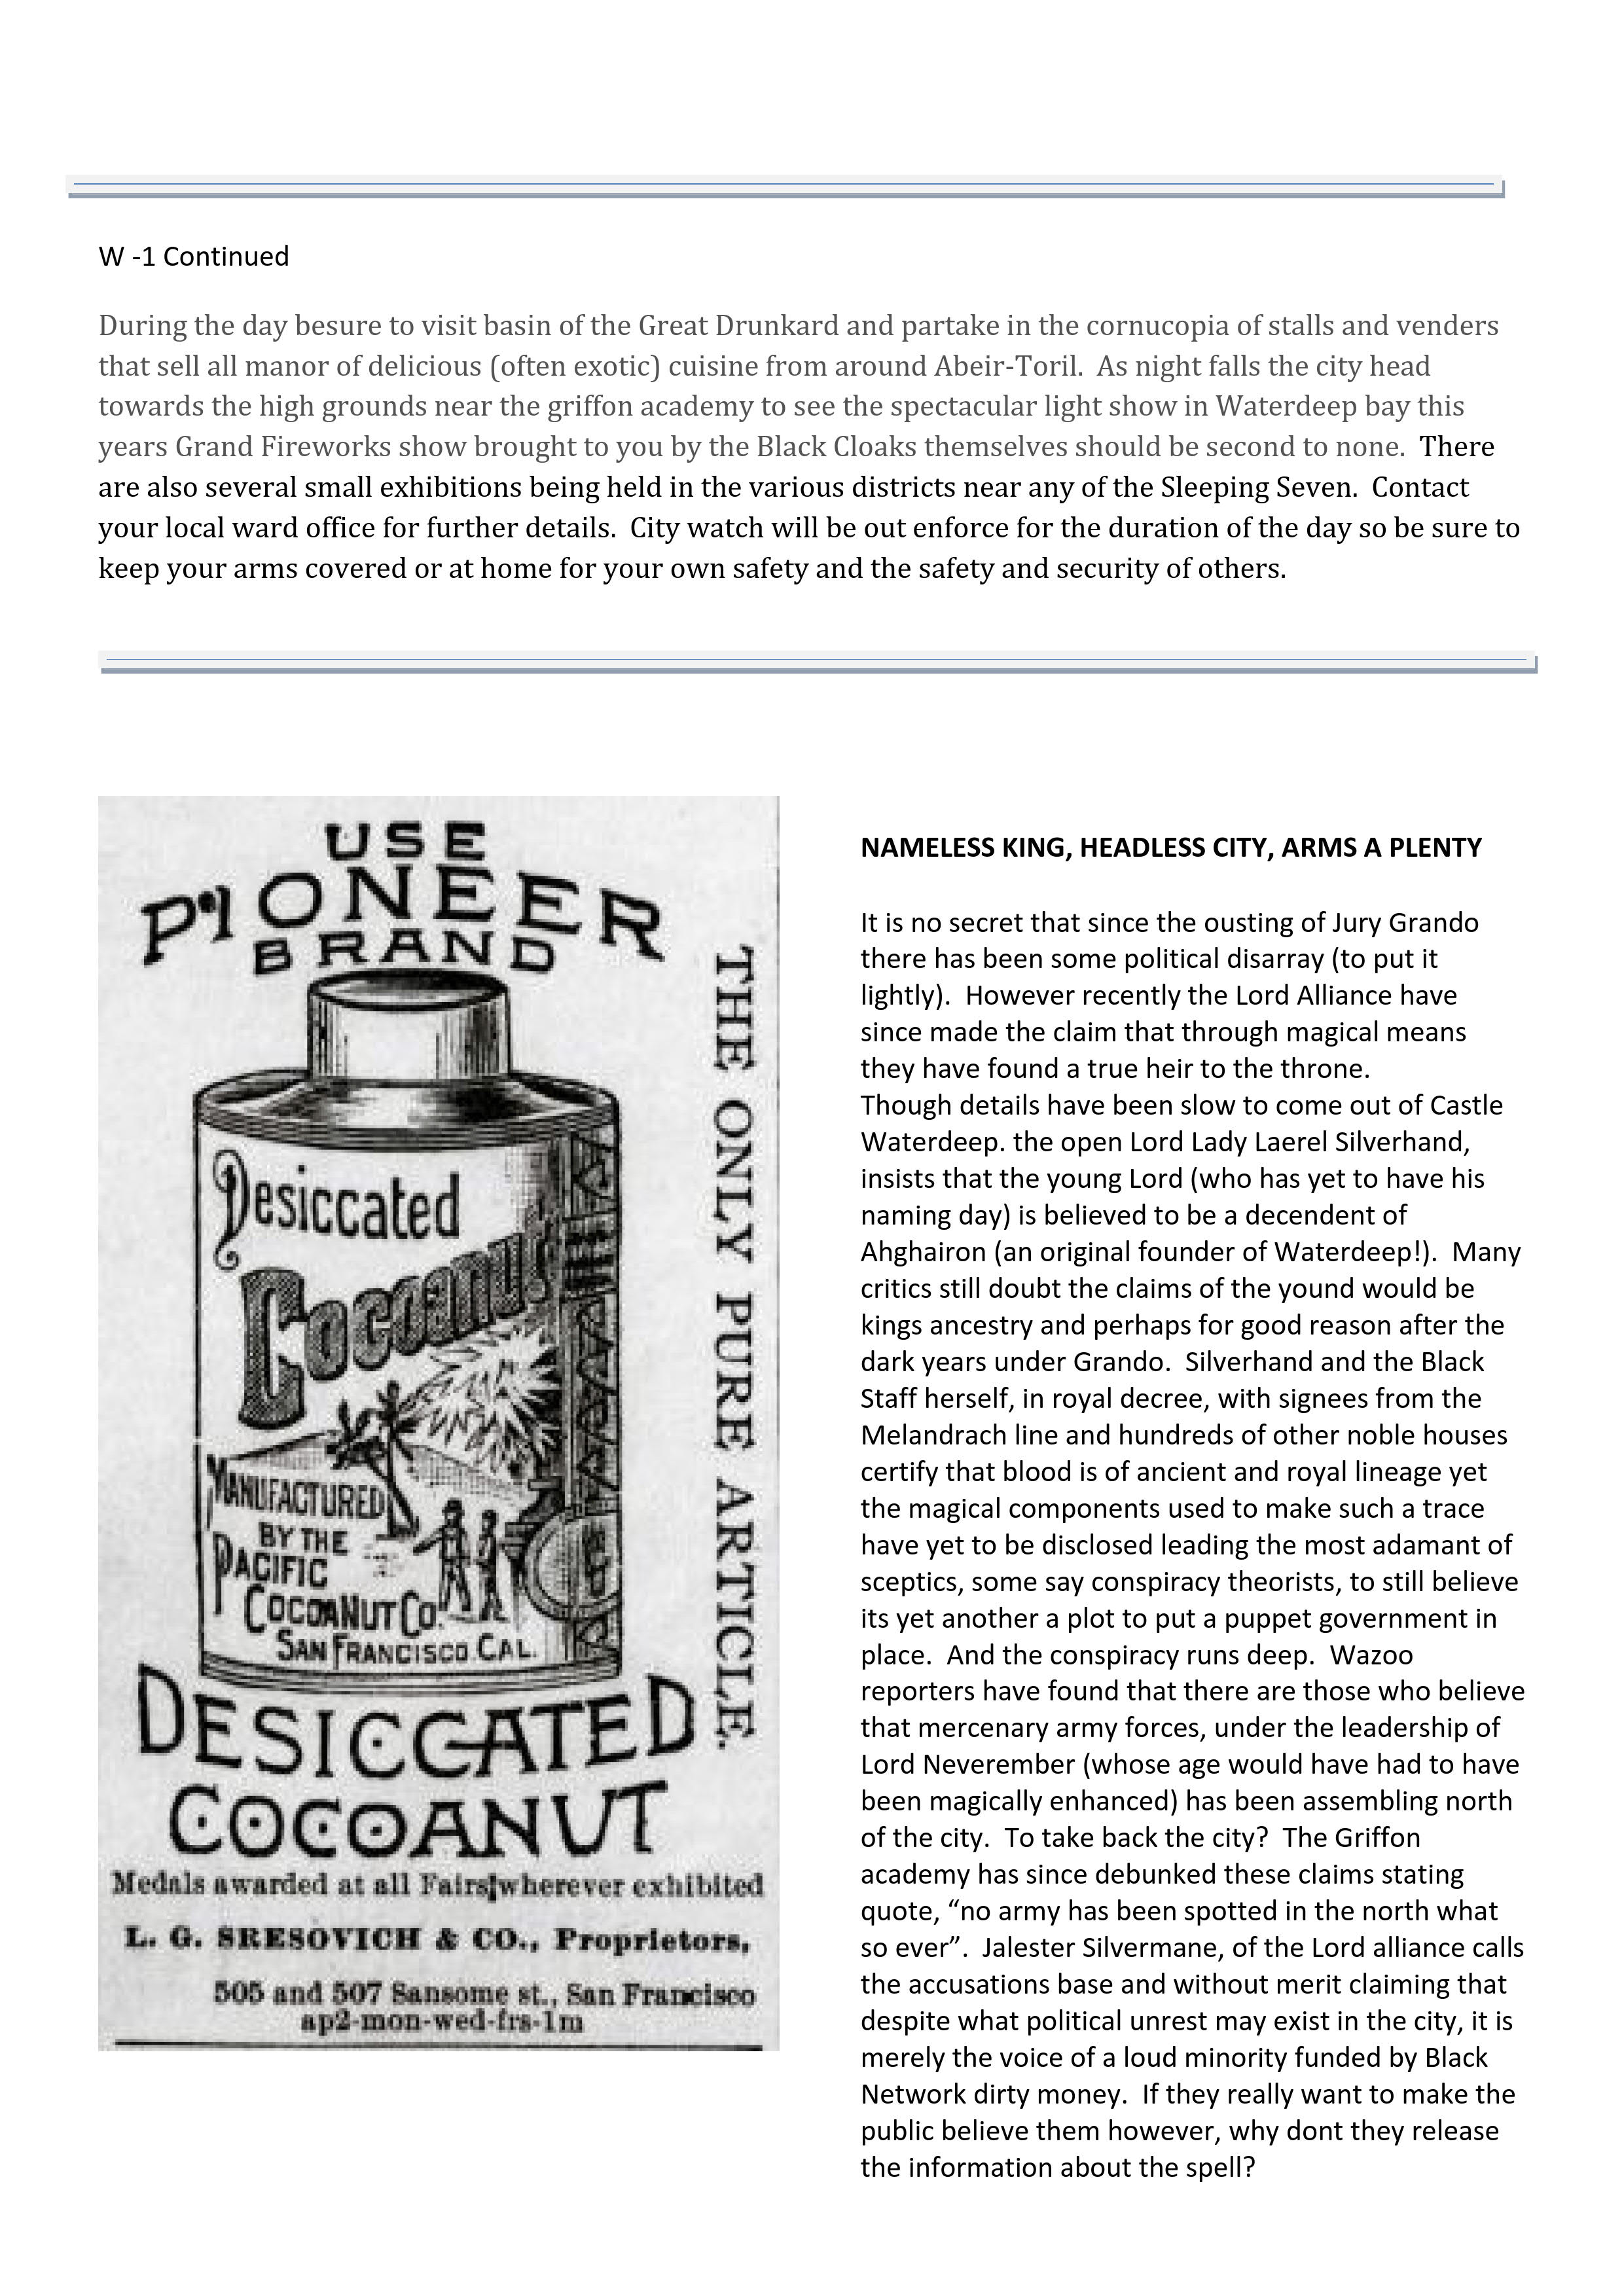 W -1 Continued
During the day besure to visit basin of the Great Drunkard and partake in the cornucopia of stalls and venders
that sell all manor of delicious (often exotic) cuisine from around Abeir-Toril.  As night falls the city head
towards the high grounds near the griffon academy to see the spectacular light show in Waterdeep bay this
years Grand Fireworks show brought to you by the Black Cloaks themselves should be second to none.  There
are also several small exhibitions being held in the various districts near any of the Sleeping Seven.  Contact
your local ward office for further details.  City watch will be out enforce for the duration of the day so be sure to
keep your arms covered or at home for your own safety and the safety and security of others.
USE
PIONEER
BRAND
THE ONLY PURE ARTICLE.
Desiccated
Cocoanut
MANUFACTURED
BY THE
PACIFIC
COCOANUT CO.
SAN FRANCISCO. CAL.
DESICCATED
COCOANUT
Medals awarded at all Fairs wherever exhibited
L. G. SRESOVICH & CO., Proprietors,
505 and 507 Sansome st., San Francisco
ap2-mon-wed-frs-1m
NAMELESS KING, HEADLESS CITY, ARMS A PLENTY
It is no secret that since the ousting of Jury Grando
there has been some political disarray (to put it
lightly).  However recently the Lord Alliance have
since made the claim that through magical means
they have found a true heir to the throne.
Though details have been slow to come out of Castle
Waterdeep. the open Lord Lady Laerel Silverhand,
insists that the young Lord (who has yet to have his
naming day) is believed to be a decendent of
Ahghairon (an original founder of Waterdeep!).  Many
critics still doubt the claims of the yound would be
kings ancestry and perhaps for good reason after the
dark years under Grando.  Silverhand and the Black
Staff herself, in royal decree, with signees from the
Melandrach line and hundreds of other noble houses
certify that blood is of ancient and royal lineage yet
the magical components used to make such a trace
have yet to be disclosed leading the most adamant of
sceptics, some say conspiracy theorists, to still believe
its yet another a plot to put a puppet government in
place.  And the conspiracy runs deep.  Wazoo
reporters have found that there are those who believe
that mercenary army forces, under the leadership of
Lord Neverember (whose age would have had to have
been magically enhanced) has been assembling north
of the city.  To take back the city?  The Griffon
academy has since debunked these claims stating
quote, “no army has been spotted in the north what
so ever”.  Jalester Silvermane, of the Lord alliance calls
the accusations base and without merit claiming that
despite what political unrest may exist in the city, it is
merely the voice of a loud minority funded by Black
Network dirty money.  If they really want to make the
public believe them however, why dont they release
the information about the spell?